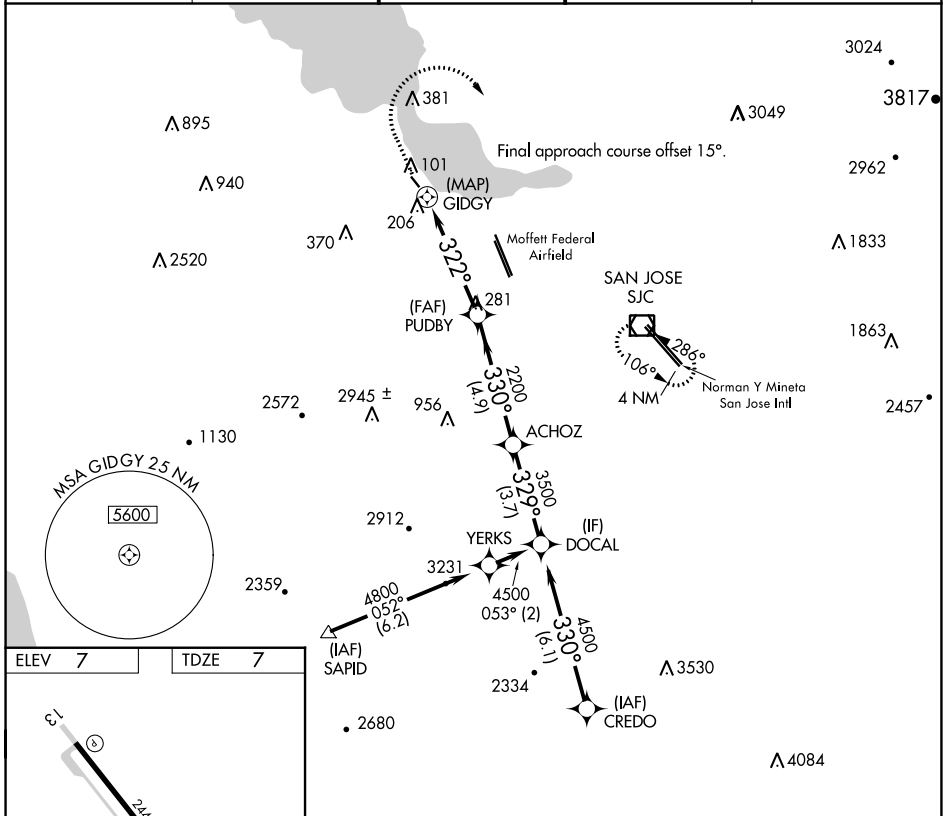 3024
3817
381
3049
895
Final approach course offset 15°.
101
2962
940
(MAP)
GIDGY
206
370
Moffett Federal
Airfield
1833
2520
322°
SAN JOSE
SJC
281
(FAF)
PUDBY
286°
106°
1863
4 NM
Norman Y Mineta
San Jose Intl
2200
330°
(4.9)
2945 ±
956
2572
2457
1130
ACHOZ
MSA GIDGY 25 NM
5600
3500
329°
(3.7)
2912
(IF)
DOCAL
YERKS
3231
2359
4800
052°
(6.2)
4500
053° (2)
4500
330°
(6.1)
(IAF)
SAPID
ELEV 7
TDZE 7
2334
3530
(IAF)
CREDO
2680
13
P
4084